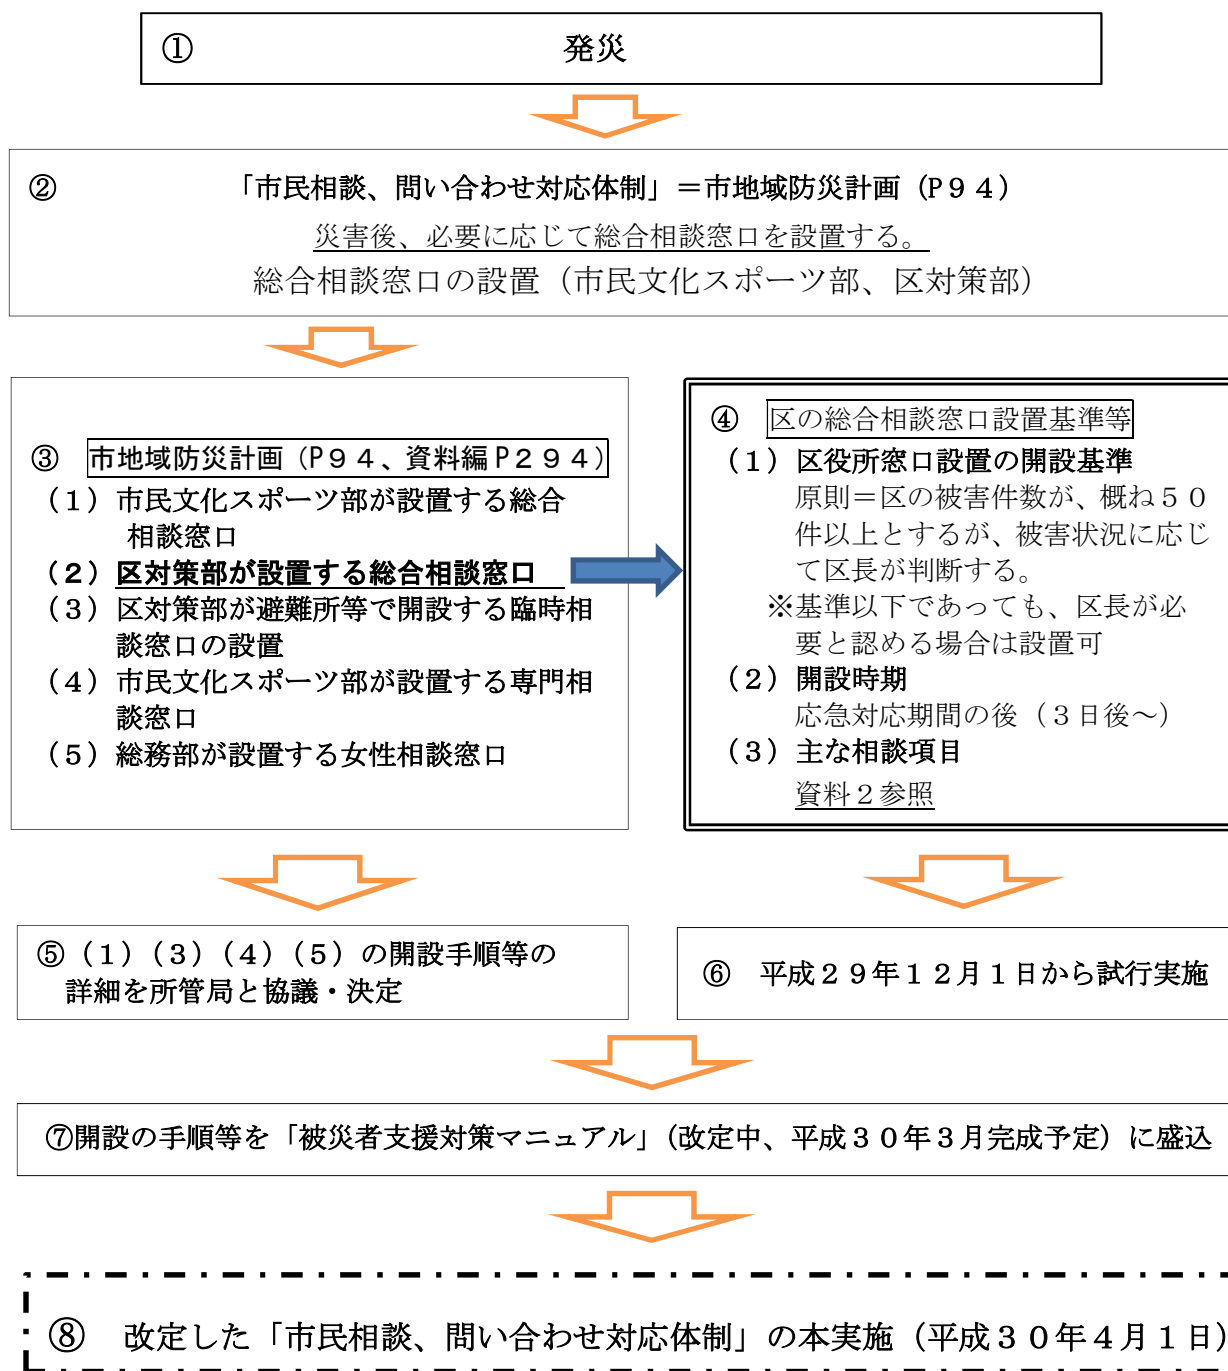 ① 発災
② 「市民相談、問い合わせ対応体制」＝市地域防災計画（P９４）
災害後、必要に応じて総合相談窓口を設置する。
総合相談窓口の設置（市民文化スポーツ部、区対策部）
③ 市地域防災計画（P９４、資料編P２９４）
（１）市民文化スポーツ部が設置する総合
相談窓口
（２）区対策部が設置する総合相談窓口
（３）区対策部が避難所等で開設する臨時相
談窓口の設置
（４）市民文化スポーツ部が設置する専門相
談窓口
（５）総務部が設置する女性相談窓口
④ 区の総合相談窓口設置基準等
（１）区役所窓口設置の開設基準
原則＝区の被害件数が、概ね５０
件以上とするが、被害状況に応じ
て区長が判断する。
※基準以下であっても、区長が必
要と認める場合は設置可
（２）開設時期
応急対応期間の後（３日後～）
（３）主な相談項目
資料２参照
⑤（１）（３）（４）（５）の開設手順等の
詳細を所管局と協議・決定
⑥ 平成２９年１２月１日から試行実施
⑦開設の手順等を「被災者支援対策マニュアル」（改定中、平成３０年３月完成予定）に盛込
⑧ 改定した「市民相談、問い合わせ対応体制」の本実施（平成３０年４月１日）